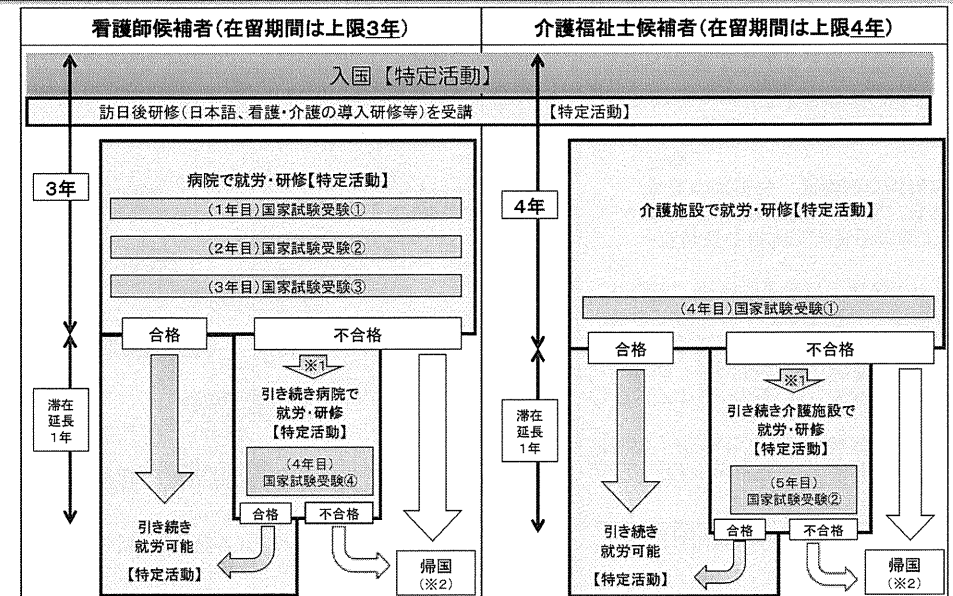 看護師候補者(在留期間は上限3年)
介護福祉士候補者(在留期間は上限4年)
入国【特定活動】
訪日後研修(日本語、看護・介護の導入研修等)を受講
【特定活動】
3年
病院で就労・研修【特定活動】
(1年目)国家試験受験①
(2年目)国家試験受験②
(3年目)国家試験受験③
合格
不合格
滞在
延長
1年
※1
引き続き病院で
就労・研修
【特定活動】
(4年目)
国家試験受験④
合格
不合格
引き続き
就労可能
【特定活動】
帰国
(※2)
4年
介護施設で就労・研修【特定活動】
(4年目)国家試験受験①
合格
不合格
滞在
延長
1年
※1
引き続き介護施設で
就労・研修
【特定活動】
(5年目)
国家試験受験②
合格
不合格
引き続き
就労可能
【特定活動】
帰国
(※2)